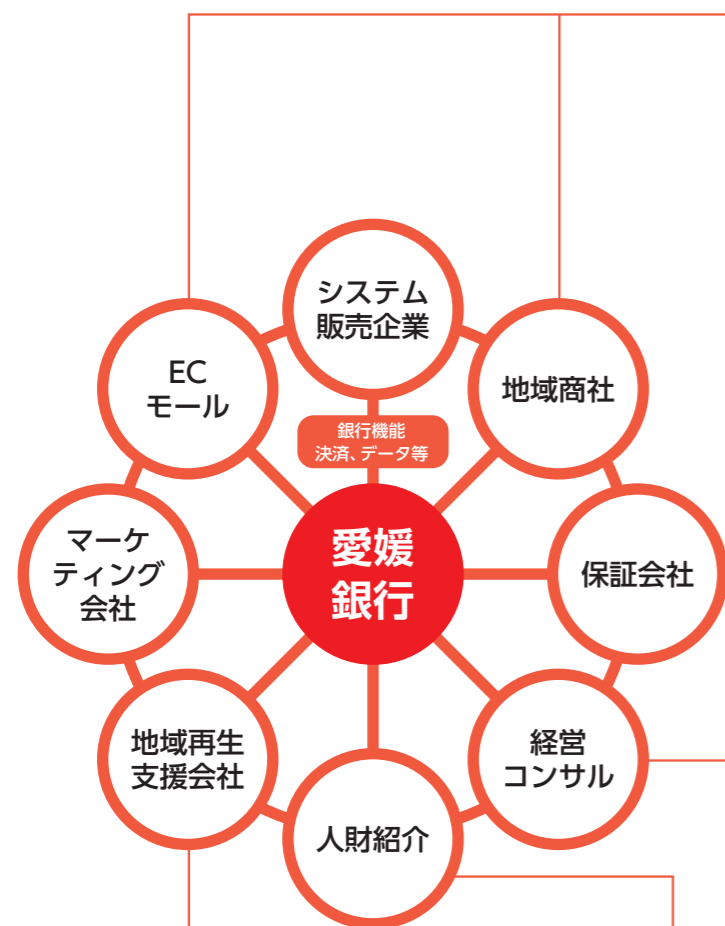 システム
販売企業
EC
モール
地域商社
銀行機能
決済、データ等
愛媛
銀行
マーケ
ティング
会社
保証会社
地域再生
支援会社
経営
コンサル
人財紹介